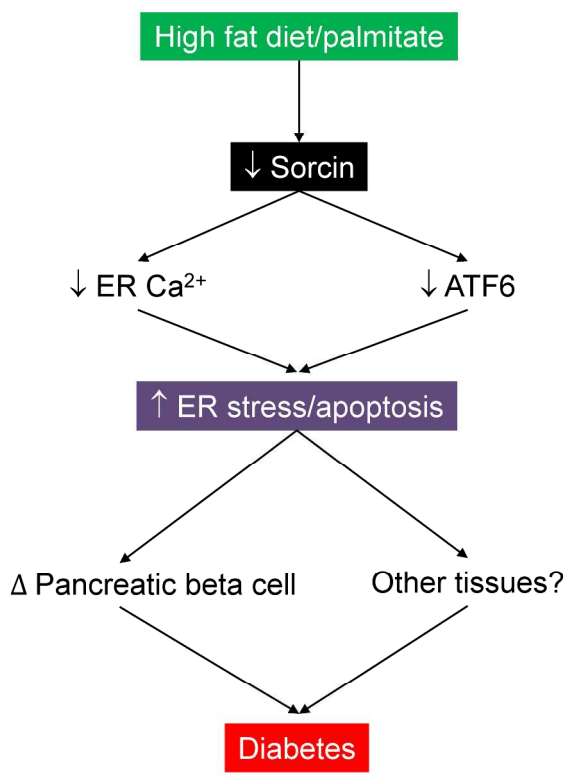 High fat diet/palmitate
↓ Sorcin
↓ ER Ca²⁺
↓ ATF6
↑ ER stress/apoptosis
Δ Pancreatic beta cell
Other tissues?
Diabetes